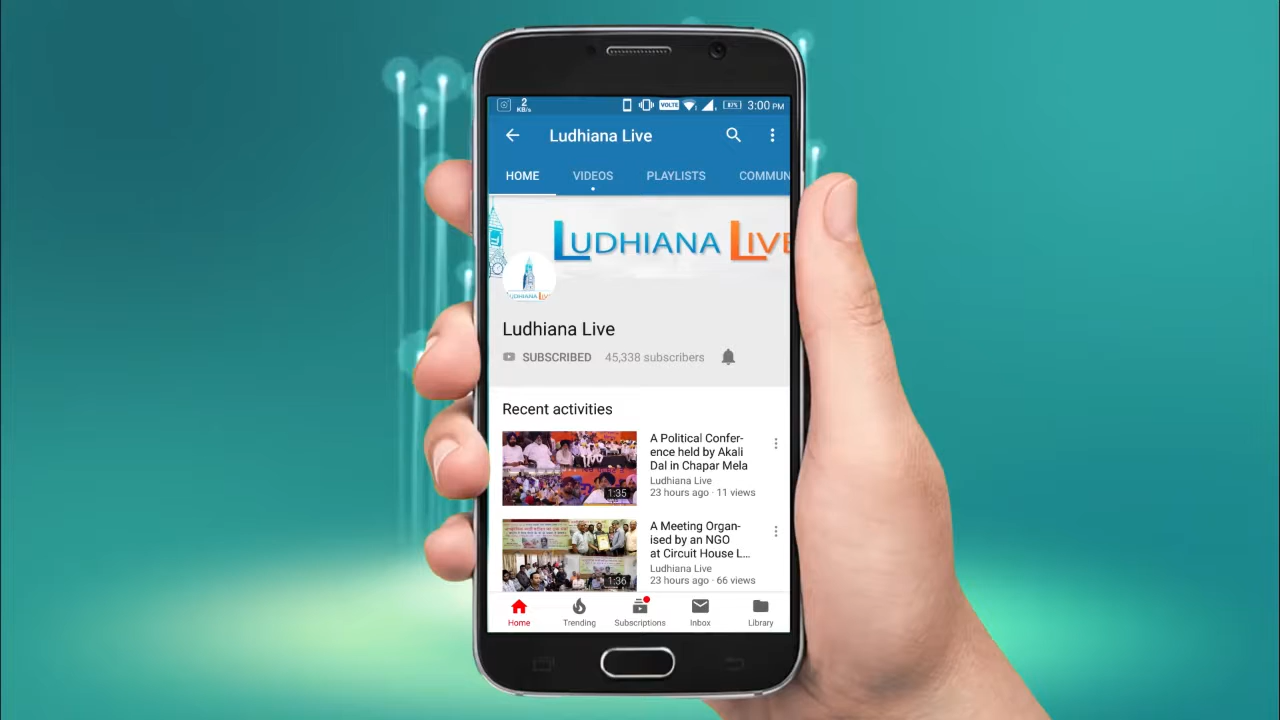 2
KB/s
VOLTE
87%
3:00 PM
Ludhiana Live
HOME VIDEOS PLAYLISTS COMMUN
LUDHIANA LIVE
LUDHIANA LIV
Ludhiana Live
SUBSCRIBED 45,338 subscribers
Recent activities
A Political Confer-
ence held by Akali
Dal in Chapar Mela
Ludhiana Live
23 hours ago · 11 views
1:35
A Meeting Organ-
ised by an NGO
at Circuit House L...
Ludhiana Live
23 hours ago · 66 views
1:36
Home Trending Subscriptions Inbox Library